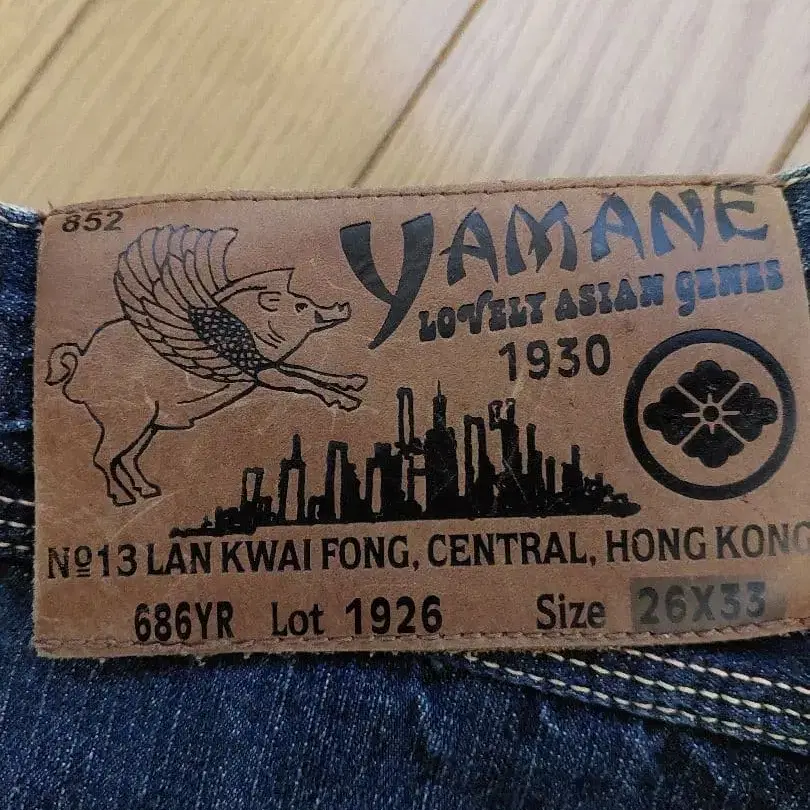 852
YAMANE
LOVELY ASIAN GENES
1930
Nº13 LAN KWAI FONG, CENTRAL, HONG KONG
686YR Lot 1926 Size 26X33